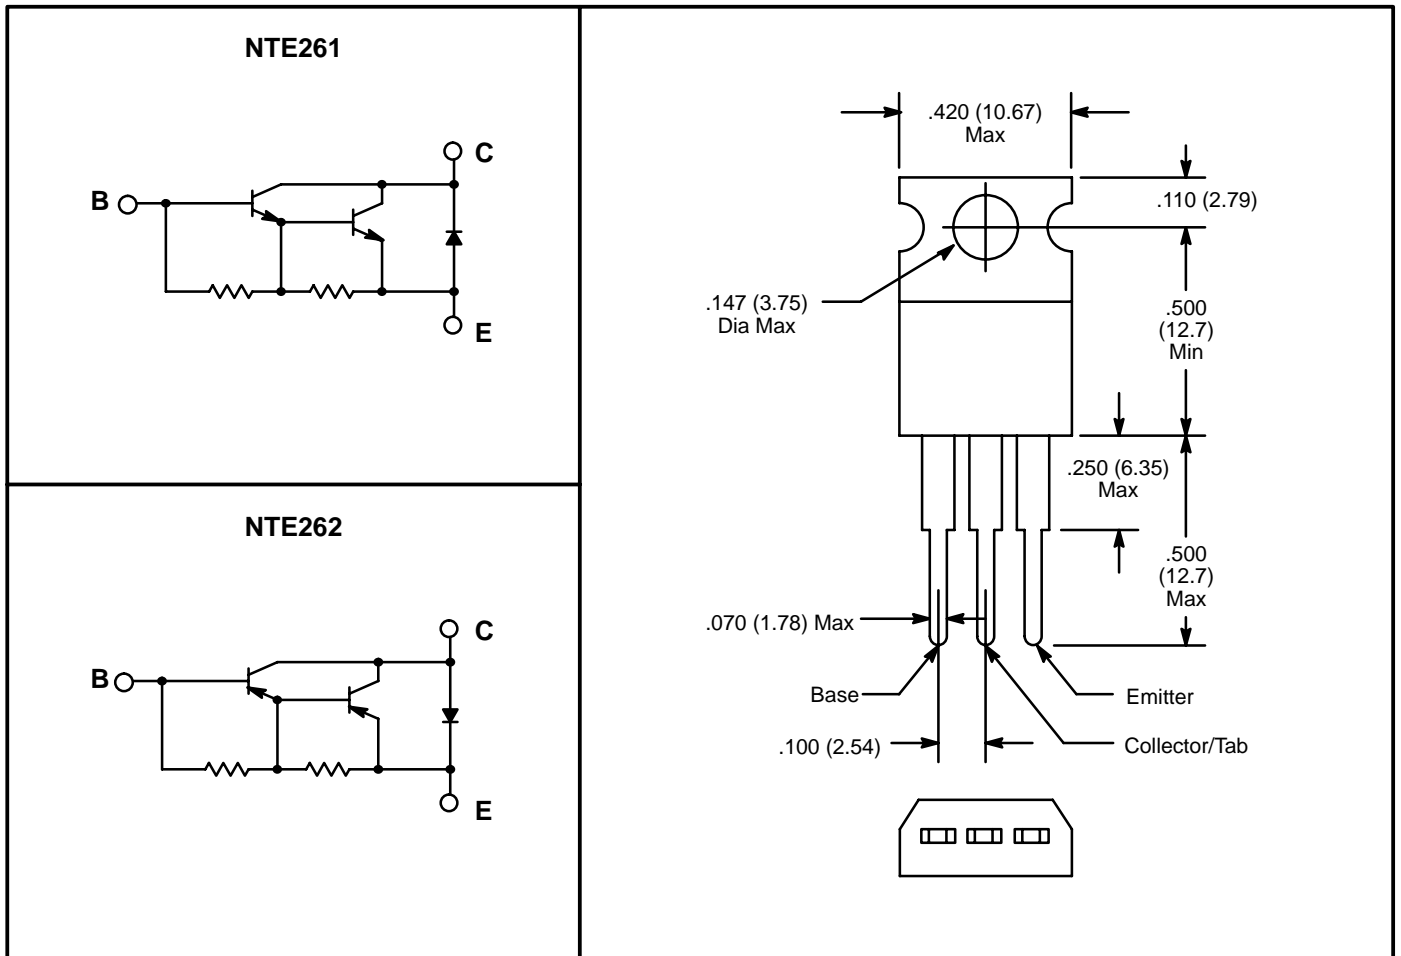 NTE261
C
B
E
NTE262
C
B
E
.420 (10.67)
Max
.110 (2.79)
.147 (3.75)
Dia Max
.500
(12.7)
Min
.250 (6.35)
Max
.500
(12.7)
Max
.070 (1.78) Max
Base
Emitter
.100 (2.54)
Collector/Tab